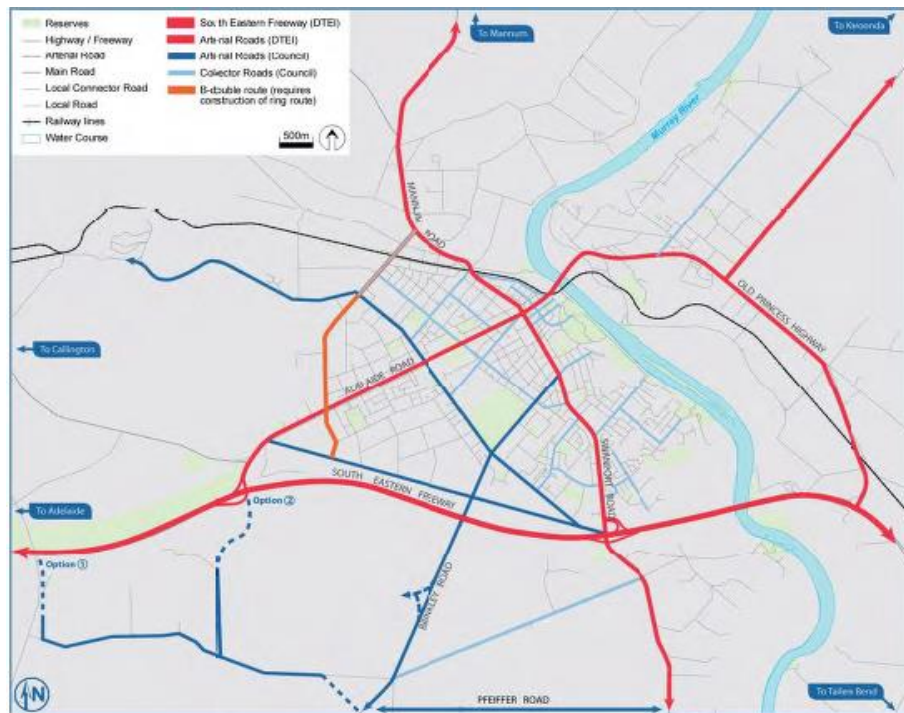 Reserves
Highway / Freeway
Arterial Road
Main Road
Local Connector Road
Local Road
Railway lines
Water Course
South Eastern Freeway (DTEI)
Arterial Roads (DTEI)
Arterial Roads (Council)
Collector Roads (Council)
B-double route (requires
construction of ring route)
500m
To Mannum
To Karoonda
Murray River
MANNUM ROAD
OLD PRINCESS HIGHWAY
To Callington
ADELAIDE ROAD
SWANPORT ROAD
SOUTH EASTERN FREEWAY
Option 2
To Adelaide
Option 1
BRINKLEY ROAD
N
PFEIFFER ROAD
To Tailem Bend